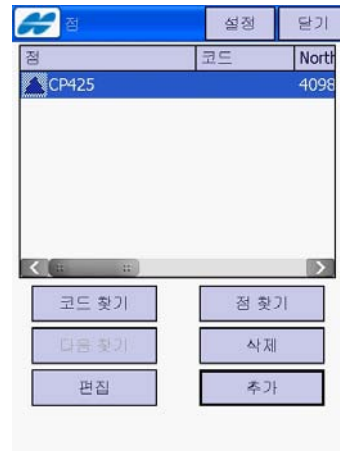 점 설정 닫기
점 코드 North
CP425 4098
코드 찾기 점 찾기
다음 찾기 삭제
편집 추가